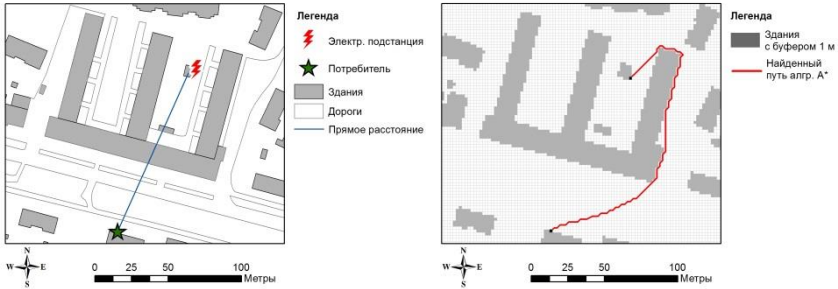 Легенда
Электр. подстанция
Потребитель
Здания
Дороги
Прямое расстояние
N
W E
S
0 25 50 100
Метры
Легенда
Здания
с буфером 1 м
Найденный
путь алгр. A*
N
W E
S
0 25 50 100
Метры